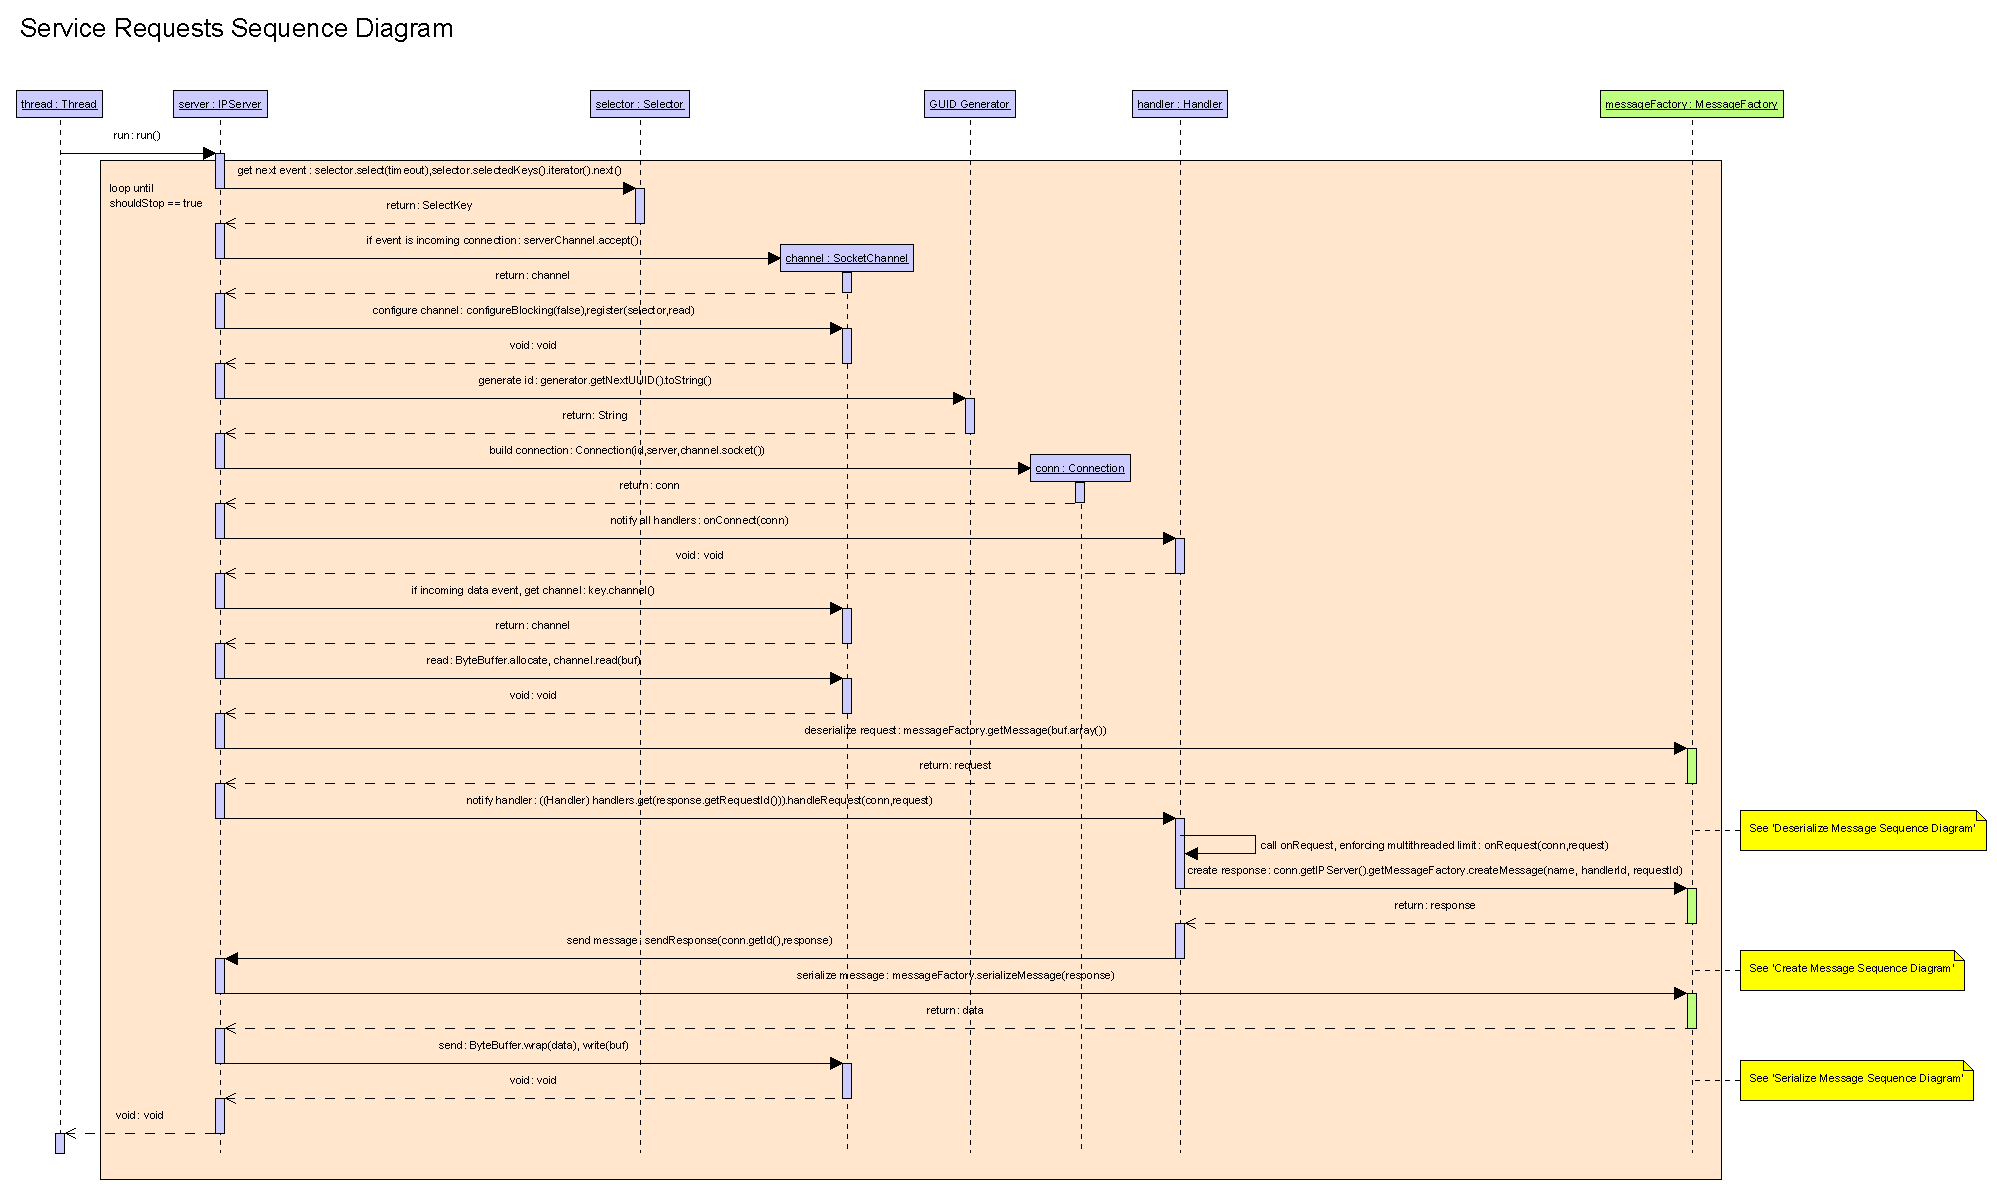 Service Requests Sequence Diagram
thread : Thread
server : IPServer
selector : Selector
GUID Generator
handler : Handler
messageFactory : MessageFactory
run : run()
get next event : selector.select(timeout),selector.selectedKeys().iterator().next()
loop until
shouldStop == true
return : SelectKey
if event is incoming connection : serverChannel.accept()
channel : SocketChannel
return : channel
configure channel : configureBlocking(false),register(selector,read)
void : void
generate id : generator.getNextUUID().toString()
return : String
build connection : Connection(id,server,channel.socket())
conn : Connection
return : conn
notify all handlers : onConnect(conn)
void : void
if incoming data event, get channel : key.channel()
return : channel
read : ByteBuffer.allocate, channel.read(buf)
void : void
deserialize request : messageFactory.getMessage(buf.array())
return : request
notify handler : ((Handler) handlers.get(response.getRequestId())).handleRequest(conn,request)
See 'Deserialize Message Sequence Diagram'
call onRequest, enforcing multithreaded limit : onRequest(conn,request)
create response : conn.getIPServer().getMessageFactory.createMessage(name, handlerId, requestId)
return : response
send message : sendResponse(conn.getId(),response)
See 'Create Message Sequence Diagram'
serialize message : messageFactory.serializeMessage(response)
return : data
send : ByteBuffer.wrap(data), write(buf)
void : void
See 'Serialize Message Sequence Diagram'
void : void